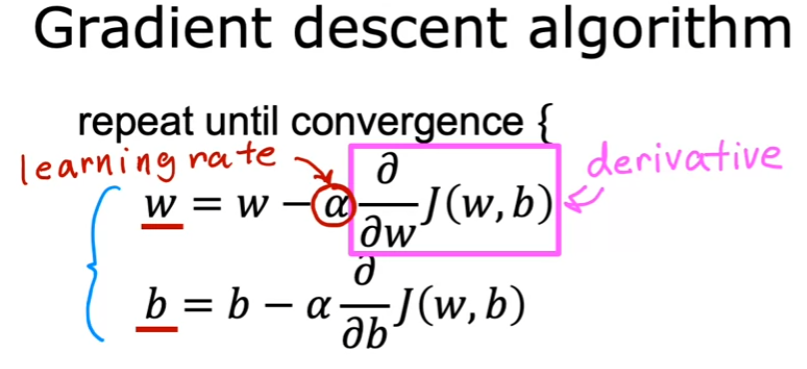 Gradient descent algorithm
repeat until convergence {
learning rate
derivative
w = w − α ∂/∂w J(w, b)
b = b − α ∂/∂b J(w, b)